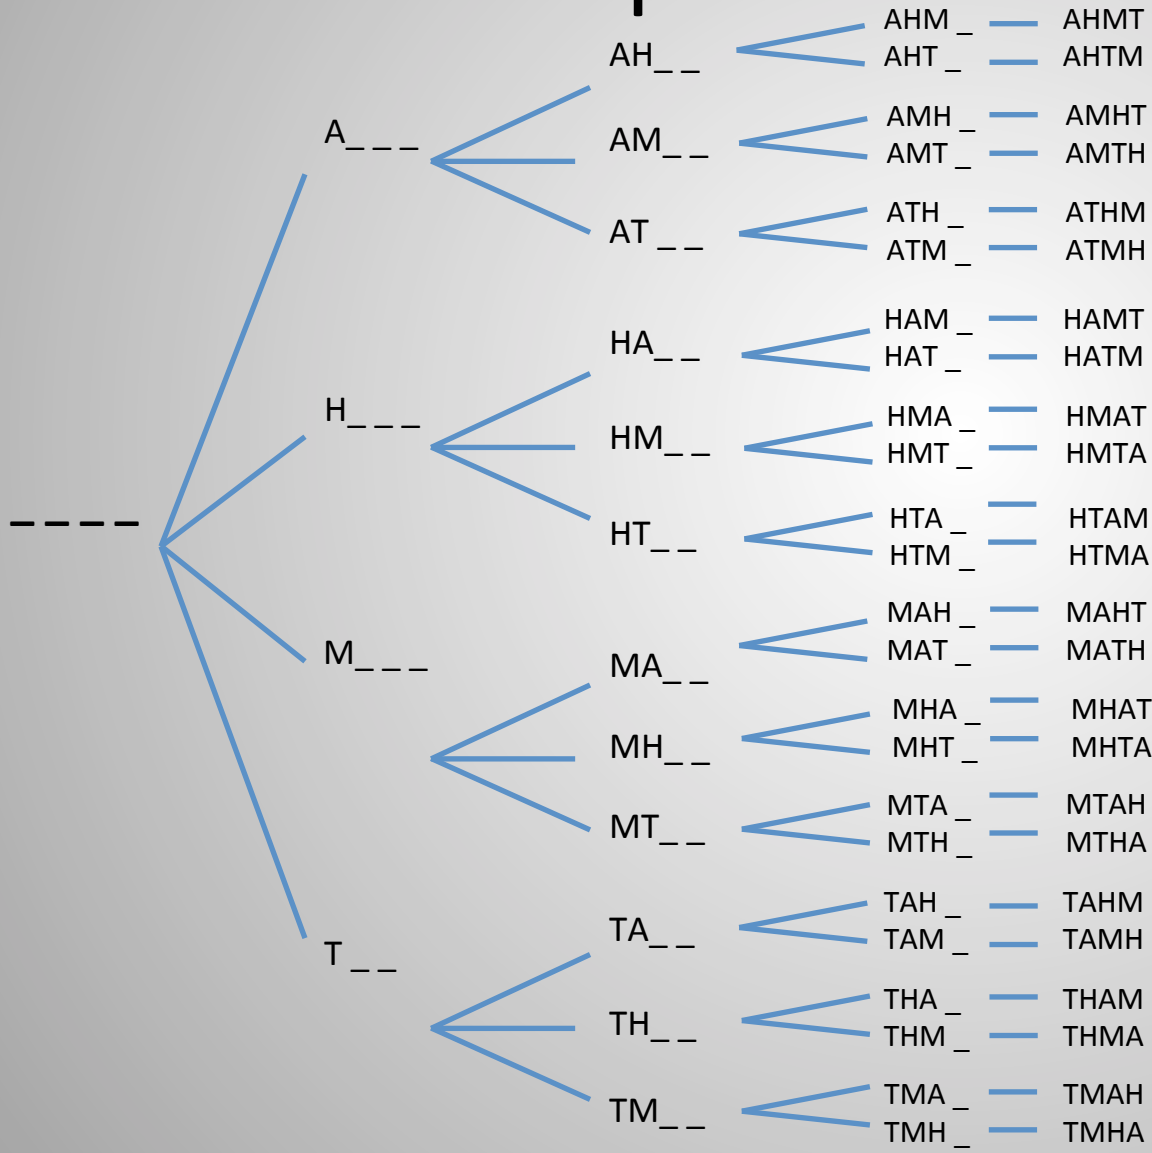 AHM _ AHMT
AH_ _
AHT _ AHTM
A_ _ _
AMH _ AMHT
AM_ _
AMT _ AMTH
ATH _ ATHM
AT _ _
ATM _ ATMH
HAM _ HAMT
HA_ _
HAT _ HATM
H_ _ _
HMA _ HMAT
HM_ _
HMT _ HMTA
_ _ _ _
HTA _ HTAM
HT_ _
HTM _ HTMA
MAH _ MAHT
M_ _ _
MAT _ MATH
MA_ _
MHA _ MHAT
MH_ _
MHT _ MHTA
MTA _ MTAH
MT_ _
MTH _ MTHA
TAH _ TAHM
TA_ _
TAM _ TAMH
T _ _
THA _ THAM
TH_ _
THM _ THMA
TMA _ TMAH
TM_ _
TMH _ TMHA